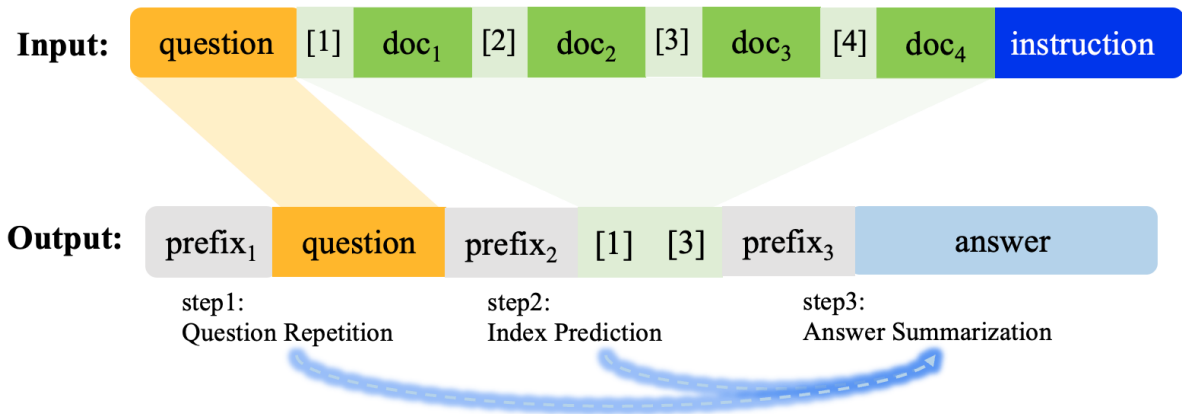 Input: question [1] doc₁ [2] doc₂ [3] doc₃ [4] doc₄ instruction
Output: prefix₁ question prefix₂ [1] [3] prefix₃ answer
step1:
Question Repetition
step2:
Index Prediction
step3:
Answer Summarization